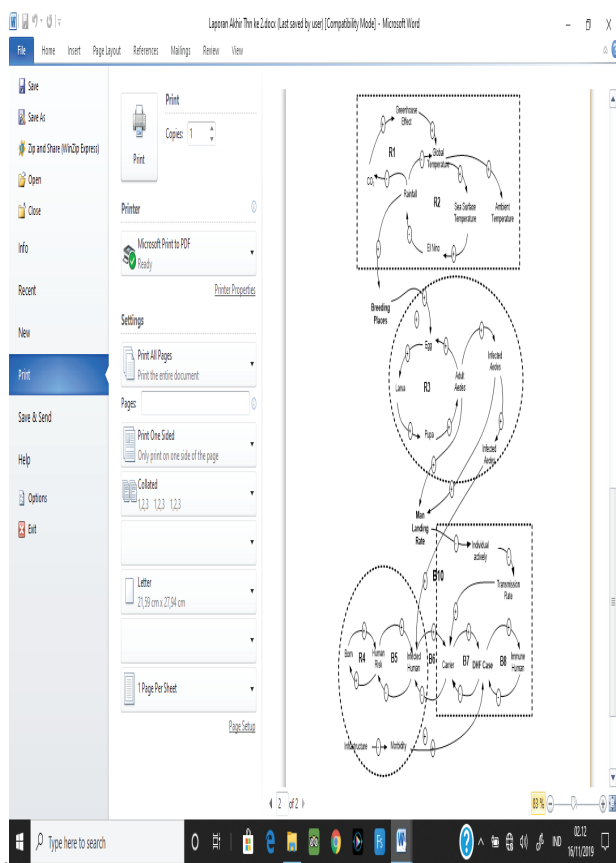 Laporan Akhir Thn ke 2.docx (Last saved by user) [Compatibility Mode] - Microsoft Word
File Home Insert Page Layout References Mailings Review View
Save
Save As
Zip and Share (WinZip Express)
Open
Close
Info
Recent
New
Print
Save & Send
Help
Options
Exit
Print
Print
Copies: 1
Printer
Microsoft Print to PDF
Ready
Printer Properties
Settings
Print All Pages
Print the entire document
Pages:
Print One Sided
Only print on one side of the page
Collated
1,2,3 1,2,3 1,2,3
Letter
21,59 cm x 27,94 cm
1 Page Per Sheet
Page Setup
Greenhouse
Effect
R1
Global
Temperature
CO2
Rainfall
R2
Sea Surface
Temperature
Ambient
Temperature
El Nino
Breeding
Places
Egg
Infected
Aedes
Larva
R3
Adult
Aedes
Pupa
Infected
Aedes
Man
Landing
Rate
Individual
actively
B10
Transmission
Rate
Born
R4
Human
Risk
B5
Infected
Human
B6
Carrier
B7
DHF Case
B8
Immune
Human
Infrastructure
Morbidity
2 of 2
83 %
Type here to search
IND
02.12
16/11/2019